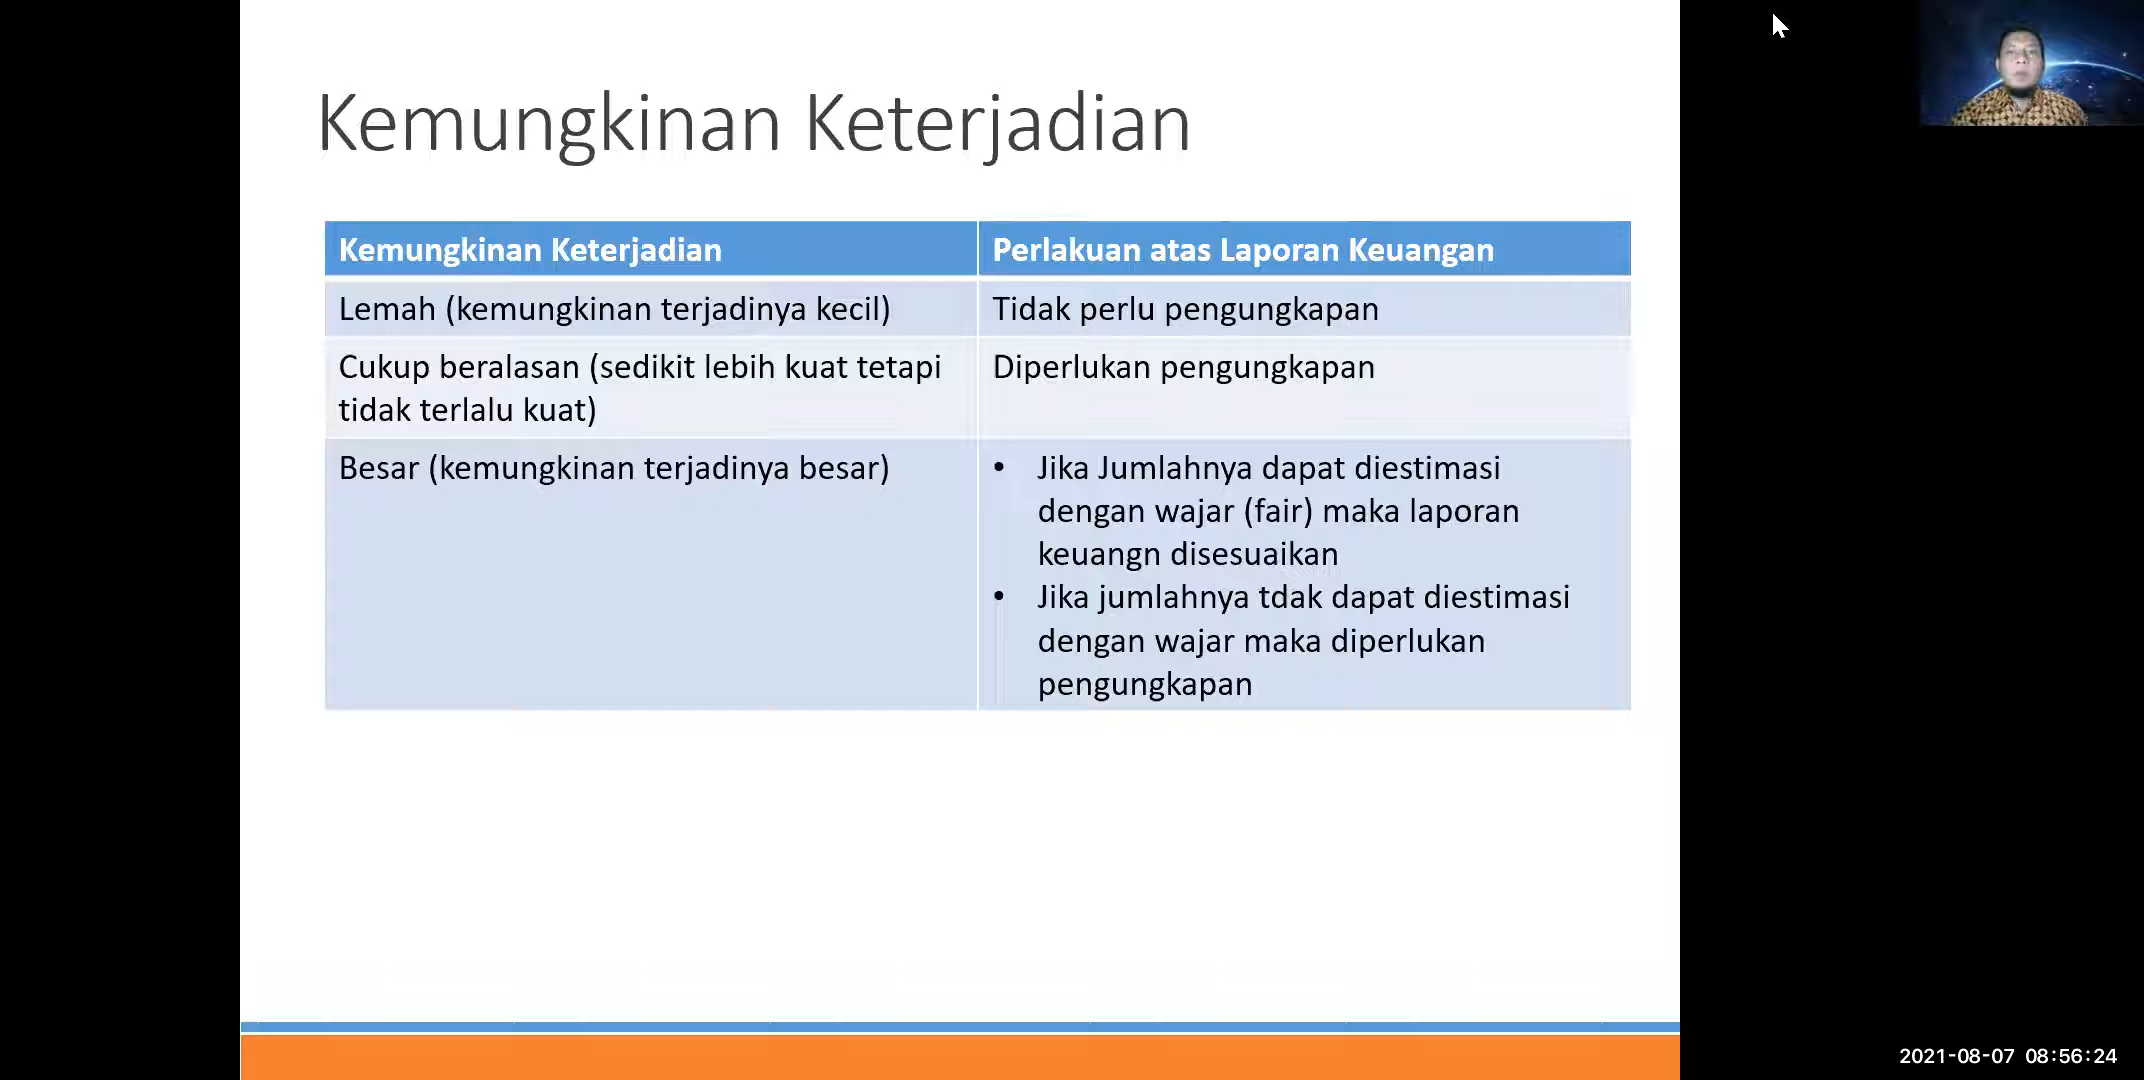 Kemungkinan Keterjadian
Kemungkinan Keterjadian
Perlakuan atas Laporan Keuangan
Lemah (kemungkinan terjadinya kecil)
Tidak perlu pengungkapan
Cukup beralasan (sedikit lebih kuat tetapi
tidak terlalu kuat)
Diperlukan pengungkapan
Besar (kemungkinan terjadinya besar)
• Jika Jumlahnya dapat diestimasi
dengan wajar (fair) maka laporan
keuangn disesuaikan
• Jika jumlahnya tdak dapat diestimasi
dengan wajar maka diperlukan
pengungkapan
2021-08-07 08:56:24